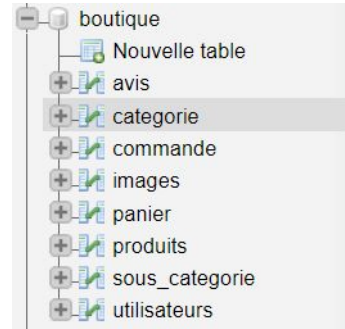 boutique
Nouvelle table
avis
categorie
commande
images
panier
produits
sous_categorie
utilisateurs